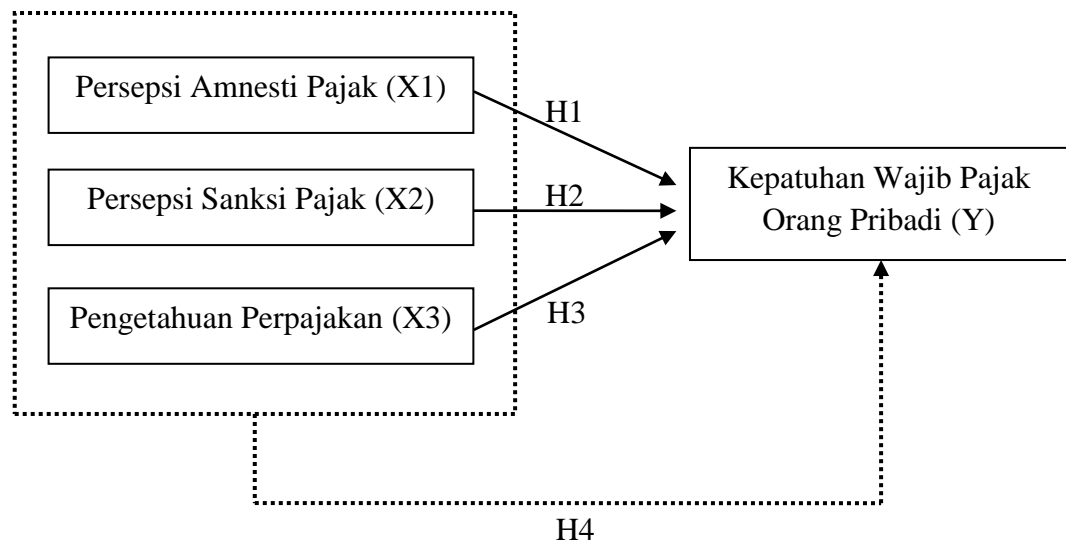 Persepsi Amnesti Pajak (X1)
H1
Persepsi Sanksi Pajak (X2)
H2
Kepatuhan Wajib Pajak
Orang Pribadi (Y)
Pengetahuan Perpajakan (X3)
H3
H4